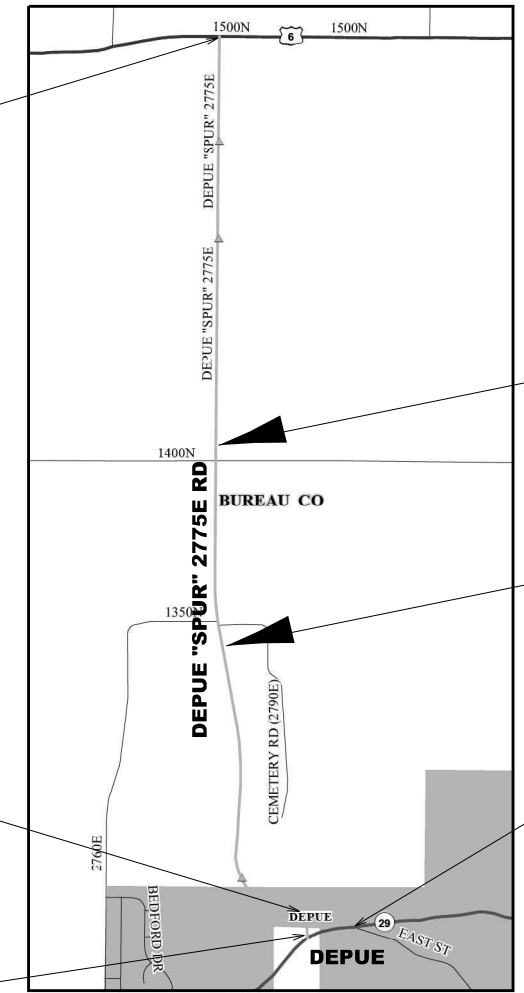 1500N
6
1500N
DEPUE "SPUR" 2775E
DEPUE "SPUR" 2775E
1400N
BUREAU CO
DEPUE "SPUR" 2775E RD
1350N
CEMETERY RD (2790E)
2760E
BEDFORD DR
DEPUE
29
EAST ST
DEPUE